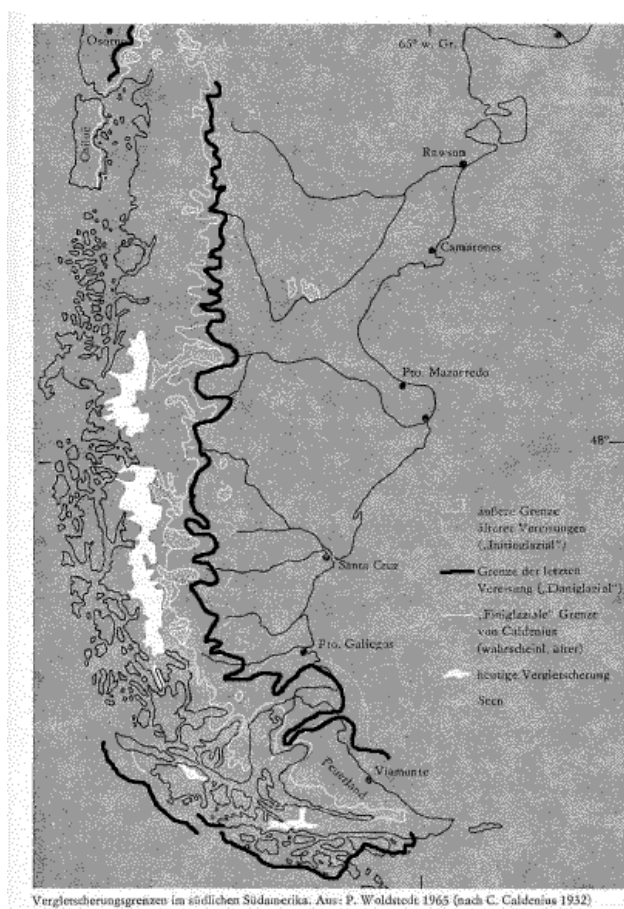 Osorno
65° w. Gr.
Chiloé
Rawson
Camarones
Pto. Mazarredo
48°
äußere Grenze
älterer Vereisungen
(„Initioglazial“)
Santa Cruz
Grenze der letzten
Vereisung („Daniglazial“)
„Finiglaziale“ Grenze
von Caldenius
(wahrscheinl. älter)
Pto. Gallegos
heutige Vergletscherung
Seen
Feuerland
Viamonte
Vergletscherungsgrenzen im südlichen Südamerika. Aus: P. Woldstedt 1965 (nach C. Caldenius 1932)